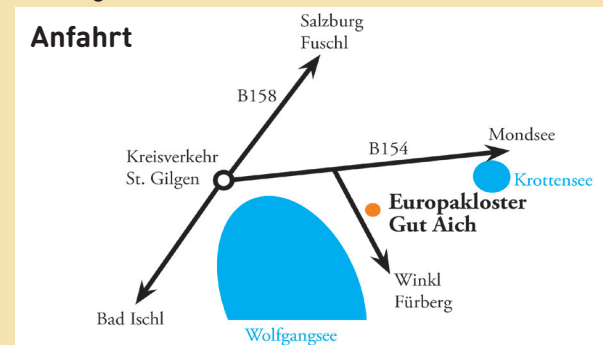 Anfahrt
Salzburg
Fuschl
B158
B154
Mondsee
Kreisverkehr
St. Gilgen
Krottensee
Europakloster
Gut Aich
Winkl
Fürberg
Bad Ischl
Wolfgangsee